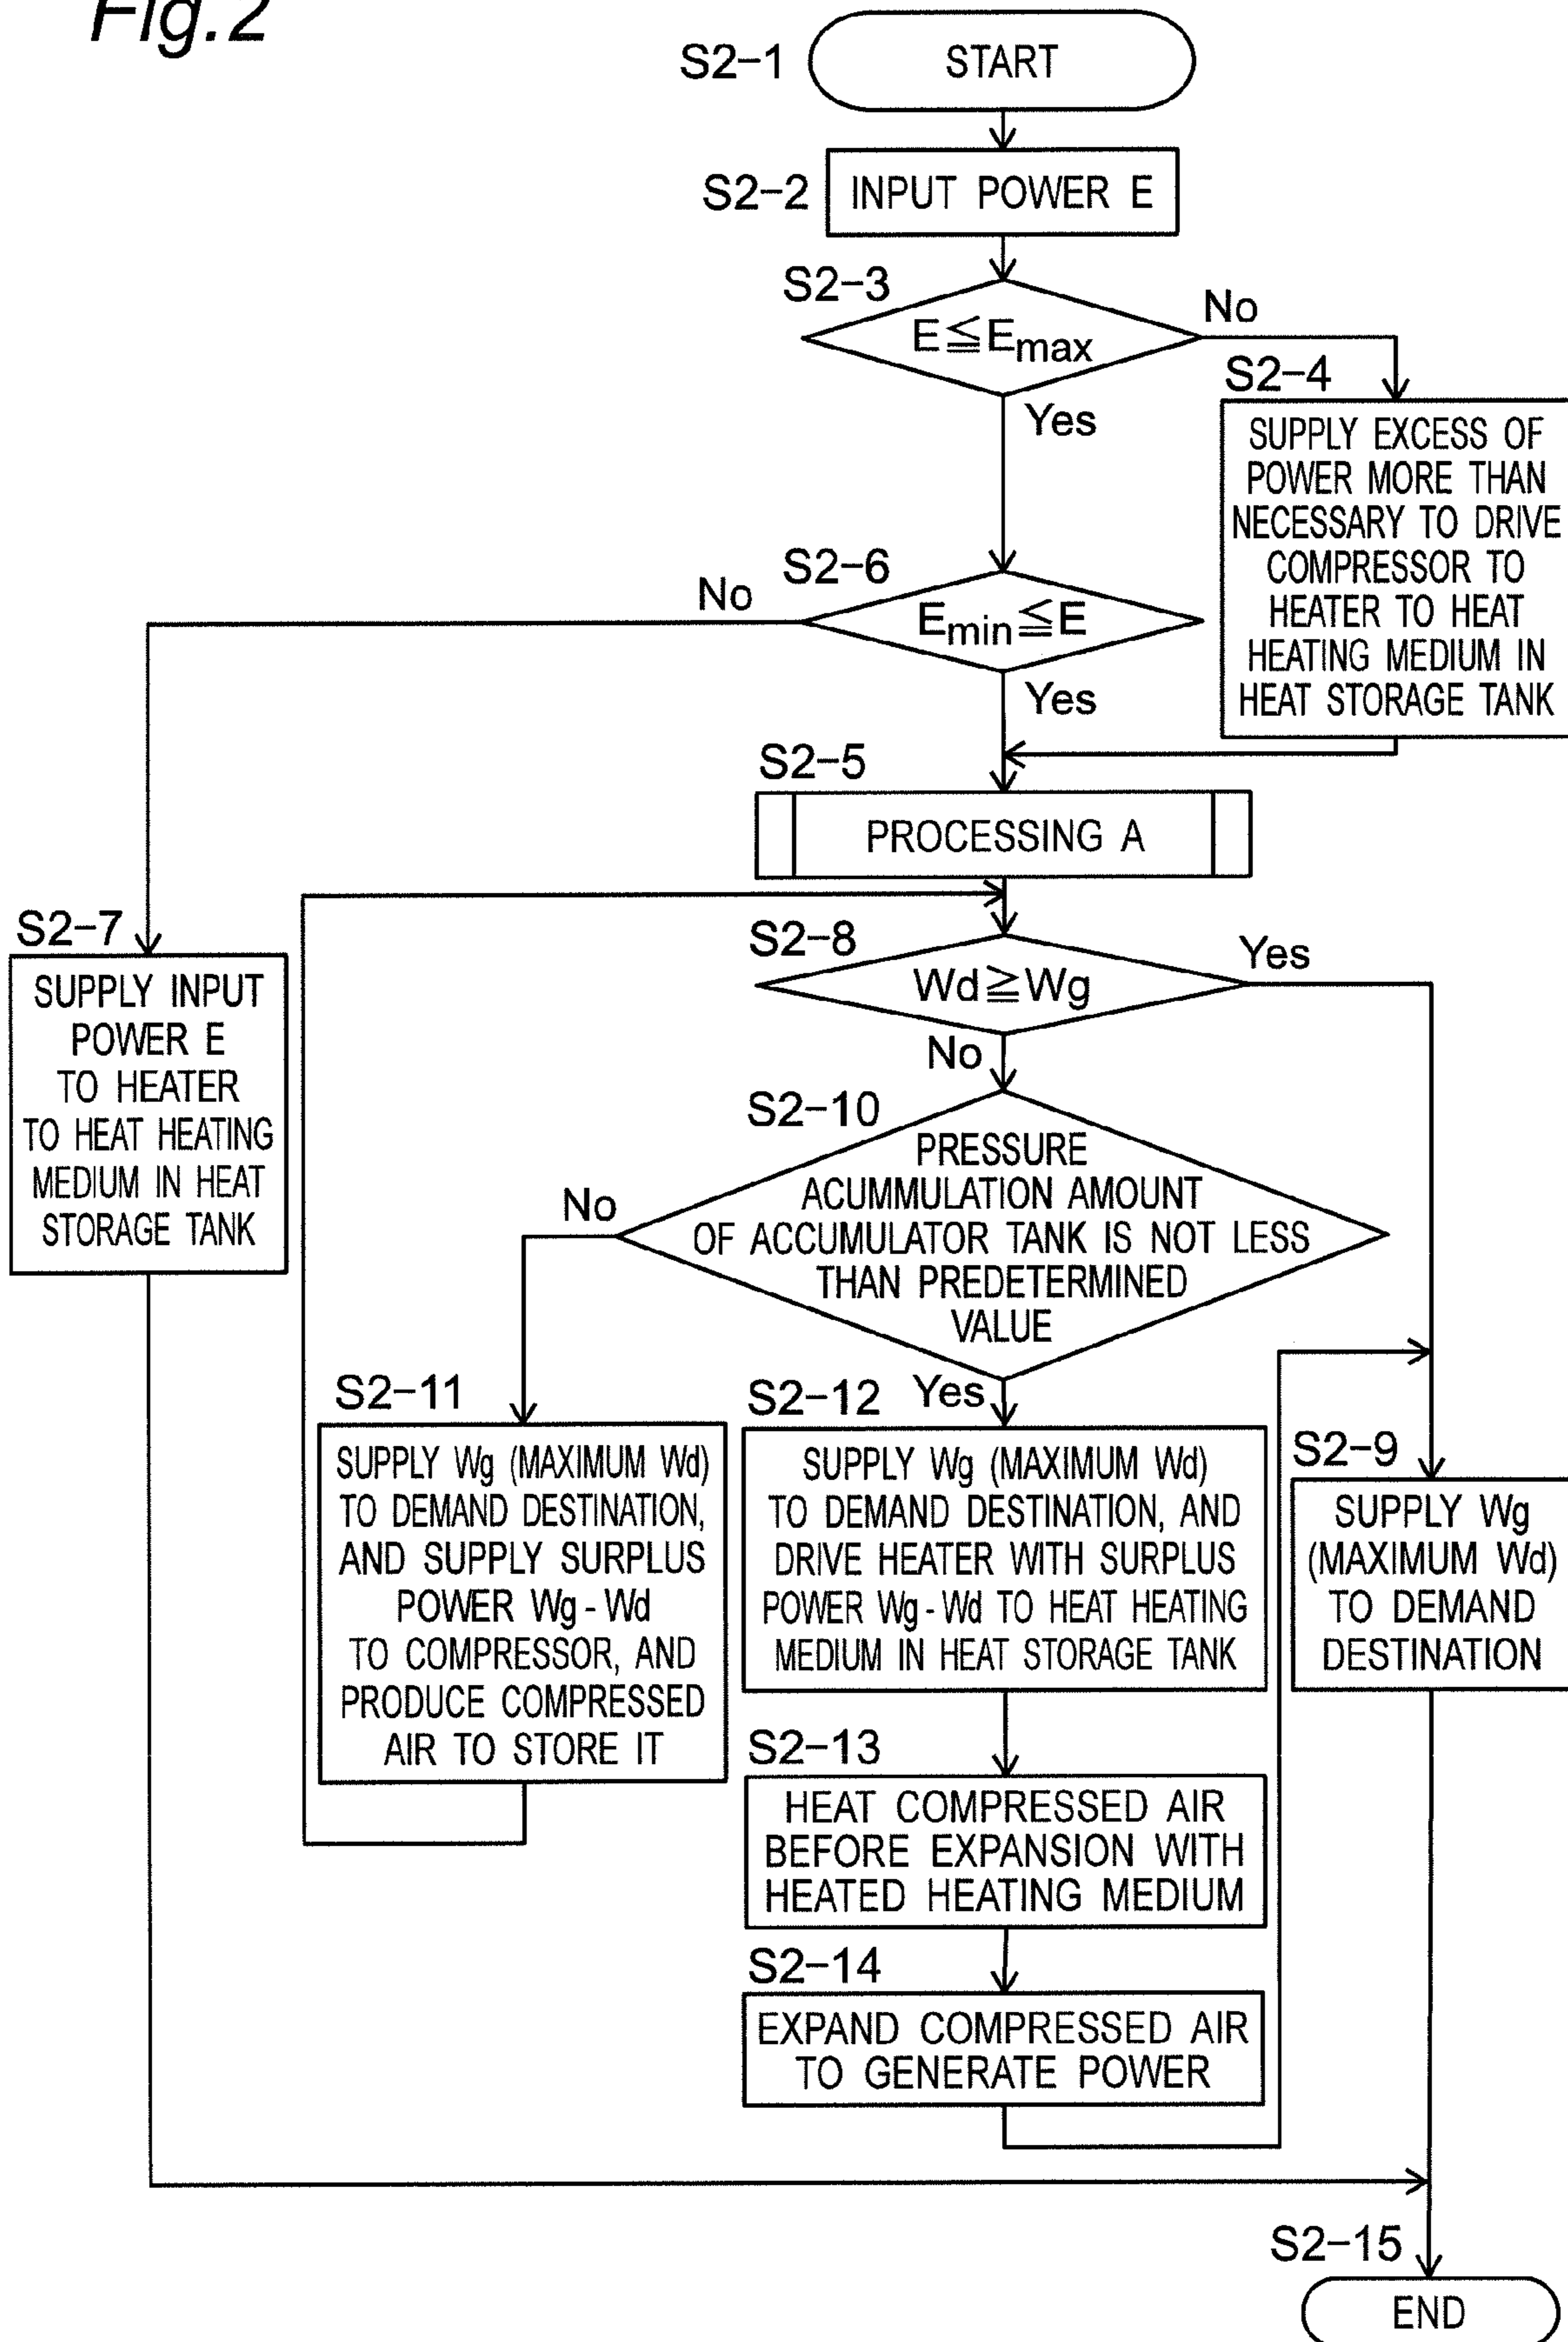 Fig.2
S2-1
START
S2-2
INPUT POWER E
S2-3
E≦Emax
No
Yes
S2-4
SUPPLY EXCESS OF
POWER MORE THAN
NECESSARY TO DRIVE
COMPRESSOR TO
HEATER TO HEAT
HEATING MEDIUM IN
HEAT STORAGE TANK
S2-6
Emin≦E
No
Yes
S2-5
PROCESSING A
S2-7
SUPPLY INPUT
POWER E
TO HEATER
TO HEAT HEATING
MEDIUM IN HEAT
STORAGE TANK
S2-8
Wd≧Wg
Yes
No
S2-10
PRESSURE
ACUMMULATION AMOUNT
OF ACCUMULATOR TANK IS NOT LESS
THAN PREDETERMINED
VALUE
No
Yes
S2-11
SUPPLY Wg (MAXIMUM Wd)
TO DEMAND DESTINATION,
AND SUPPLY SURPLUS
POWER Wg-Wd
TO COMPRESSOR, AND
PRODUCE COMPRESSED
AIR TO STORE IT
S2-12
SUPPLY Wg (MAXIMUM Wd)
TO DEMAND DESTINATION, AND
DRIVE HEATER WITH SURPLUS
POWER Wg-Wd TO HEAT HEATING
MEDIUM IN HEAT STORAGE TANK
S2-9
SUPPLY Wg
(MAXIMUM Wd)
TO DEMAND
DESTINATION
S2-13
HEAT COMPRESSED AIR
BEFORE EXPANSION WITH
HEATED HEATING MEDIUM
S2-14
EXPAND COMPRESSED AIR
TO GENERATE POWER
S2-15
END